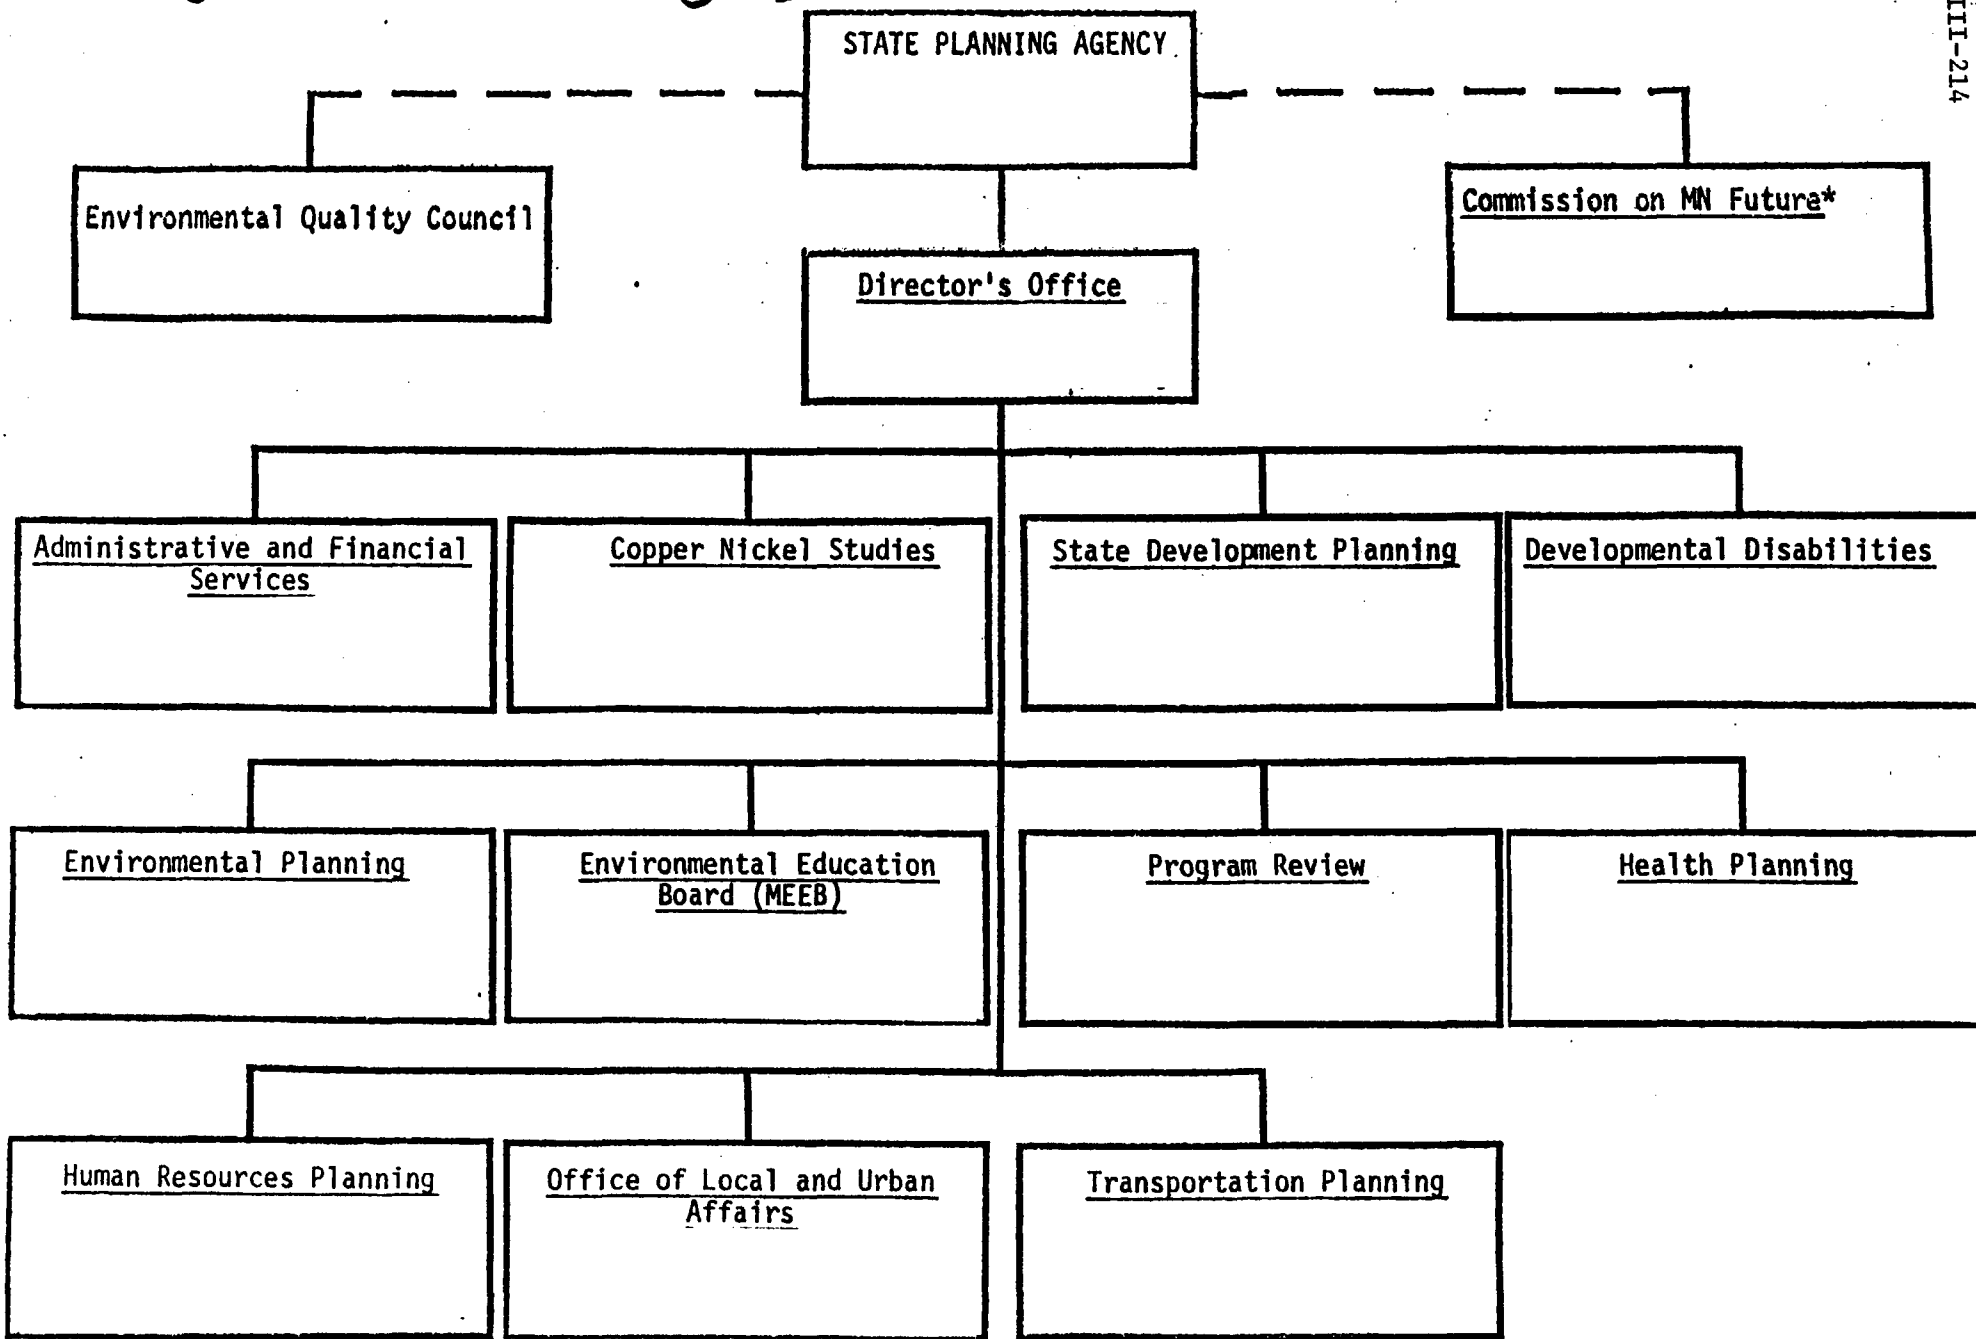 III-214
STATE PLANNING AGENCY
Environmental Quality Council
Commission on MN Future*
Director's Office
Administrative and Financial
Services
Copper Nickel Studies
State Development Planning
Developmental Disabilities
Environmental Planning
Environmental Education
Board (MEEB)
Program Review
Health Planning
Human Resources Planning
Office of Local and Urban
Affairs
Transportation Planning